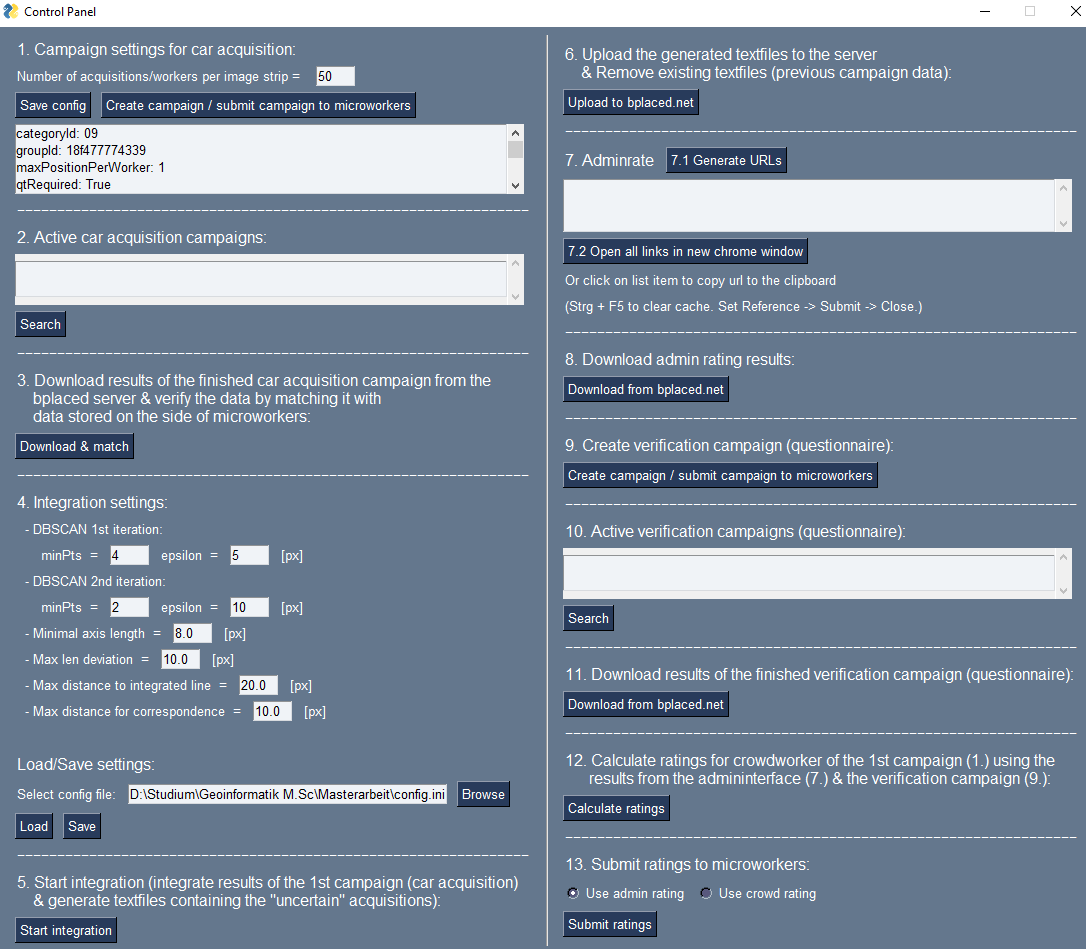 Control Panel
1. Campaign settings for car acquisition:
Number of acquisitions/workers per image strip = 50
Save config Create campaign / submit campaign to microworkers
categoryId: 09
groupId: 18f477774339
maxPositionPerWorker: 1
qtRequired: True
2. Active car acquisition campaigns:
Search
3. Download results of the finished car acquisition campaign from the
bplaced server & verify the data by matching it with
data stored on the side of microworkers:
Download & match
4. Integration settings:
- DBSCAN 1st iteration:
minPts = 4 epsilon = 5 [px]
- DBSCAN 2nd iteration:
minPts = 2 epsilon = 10 [px]
- Minimal axis length = 8.0 [px]
- Max len deviation = 10.0 [px]
- Max distance to integrated line = 20.0 [px]
- Max distance for correspondence = 10.0 [px]
Load/Save settings:
Select config file: D:\Studium\Geoinformatik M.Sc\Masterarbeit\config.ini Browse
Load Save
5. Start integration (integrate results of the 1st campaign (car acquisition)
& generate textfiles containing the "uncertain" acquisitions):
Start integration
6. Upload the generated textfiles to the server
& Remove existing textfiles (previous campaign data):
Upload to bplaced.net
7. Adminrate 7.1 Generate URLs
7.2 Open all links in new chrome window
Or click on list item to copy url to the clipboard
(Strg + F5 to clear cache. Set Reference -> Submit -> Close.)
8. Download admin rating results:
Download from bplaced.net
9. Create verification campaign (questionnaire):
Create campaign / submit campaign to microworkers
10. Active verification campaigns (questionnaire):
Search
11. Download results of the finished verification campaign (questionnaire):
Download from bplaced.net
12. Calculate ratings for crowdworker of the 1st campaign (1.) using the
results from the admininterface (7.) & the verification campaign (9.):
Calculate ratings
13. Submit ratings to microworkers:
Use admin rating Use crowd rating
Submit ratings